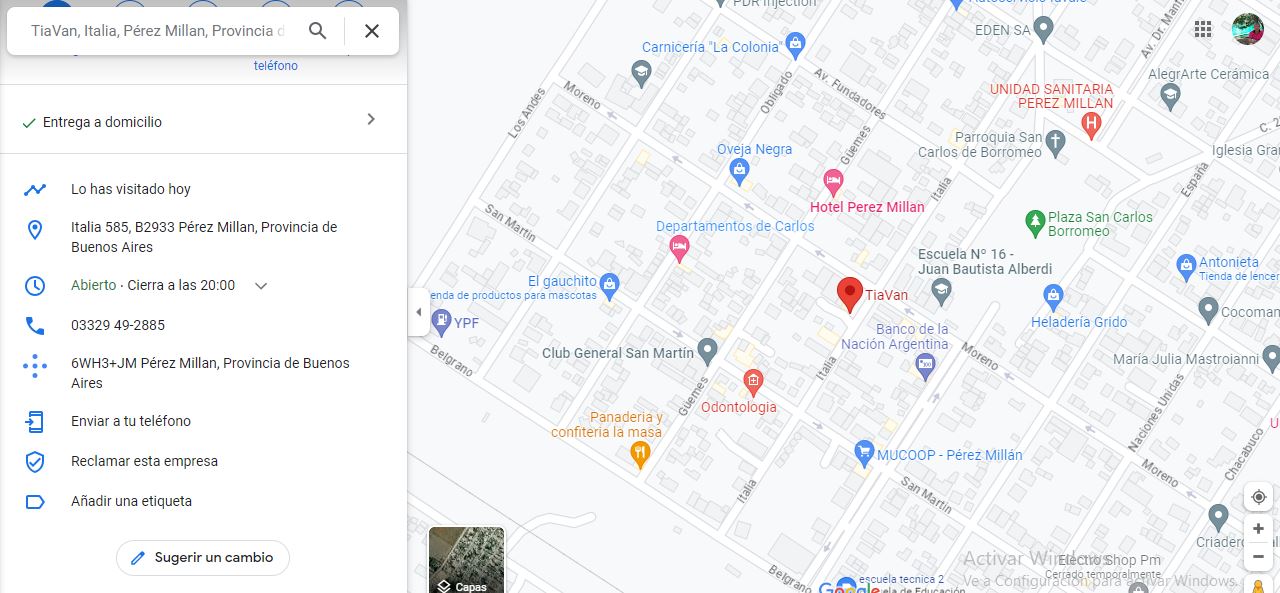 TiaVan, Italia, Pérez Millan, Provincia d
teléfono
Entrega a domicilio
Lo has visitado hoy
Itala 585, B2933 Pérez Millan, Provincia de
Buenos Aires
Abierto · Cierra a las 20:00
03329 49-2885
6WH3+JM Pérez Millan, Provincia de Buenos
Aires
Enviar a tu teléfono
Reclamar esta empresa
Añadir una etiqueta
Sugerir un cambio
PDR Injection
EDEN SA
Av. Dr. Mann
Carnicería "La Colonia"
AlegrArte Cerámica
Av. Fundadores
Obligado
Los Andes
Moreno
UNIDAD SANITARIA
PEREZ MILLAN
C. 2
Parroquia San
Carlos de Borromeo
Iglesia Gra
Oveja Negra
Güemes
Italia
España
Hotel Perez Millan
San Martin
Departamentos de Carlos
Plaza San Carlos
Borromeo
Escuela Nº 16 -
Juan Bautista Alberdi
Antonieta
Tienda de lencer
El gauchito
enda de productos para mascotas
TiaVan
YPF
Heladería Grido
Cocoman
Banco de la
Nación Argentina
Club General San Martín
Belgrano
Italia
Moreno
María Julia Mastroianni
Güemes
Odontologia
Naciones Unidas
Panaderia y
confiteria la masa
Chacabuco
MUCOOP - Pérez Millán
Moreno
Italia
San Martin
Criader
Activar Windows
Electro Shop Pm
Cerrado temporalmente
Belgrano
escuela tecnica 2
Ve a Configuración para activar Windows.
Capas
Google
ela de Educación